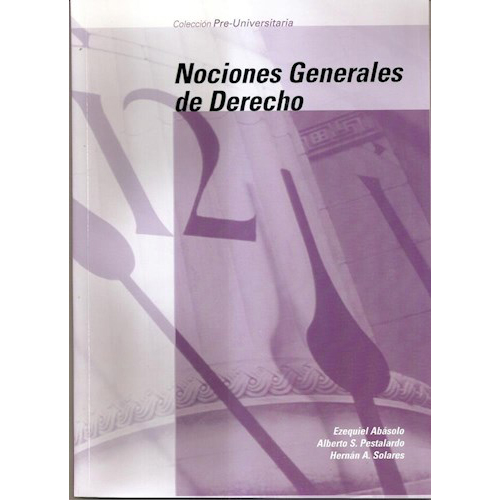 Colección Pre-Universitaria
Nociones Generales
de Derecho
12
Ezequiel Abásolo
Alberto S. Pestalardo
Hernán A. Solares